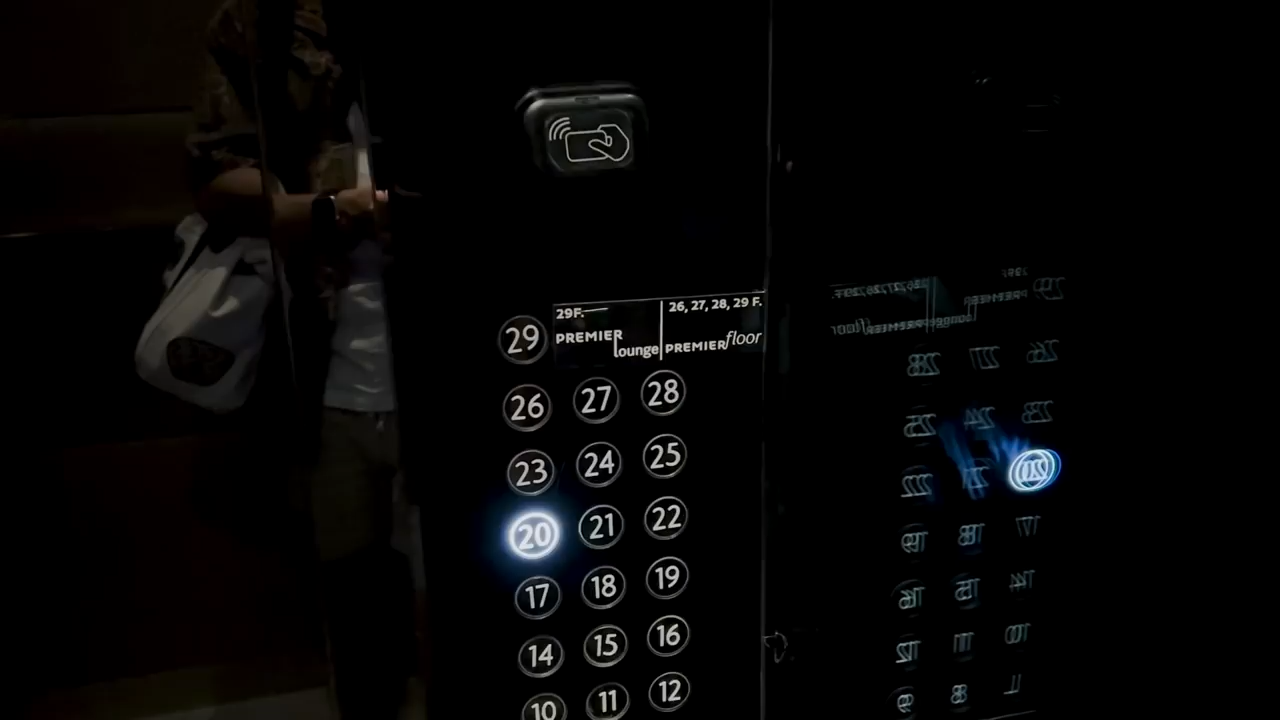 29F. 26, 27, 28, 29 F.
29 PREMIER lounge PREMIER floor
26 27 28
23 24 25
20 21 22
17 18 19
14 15 16
10 11 12